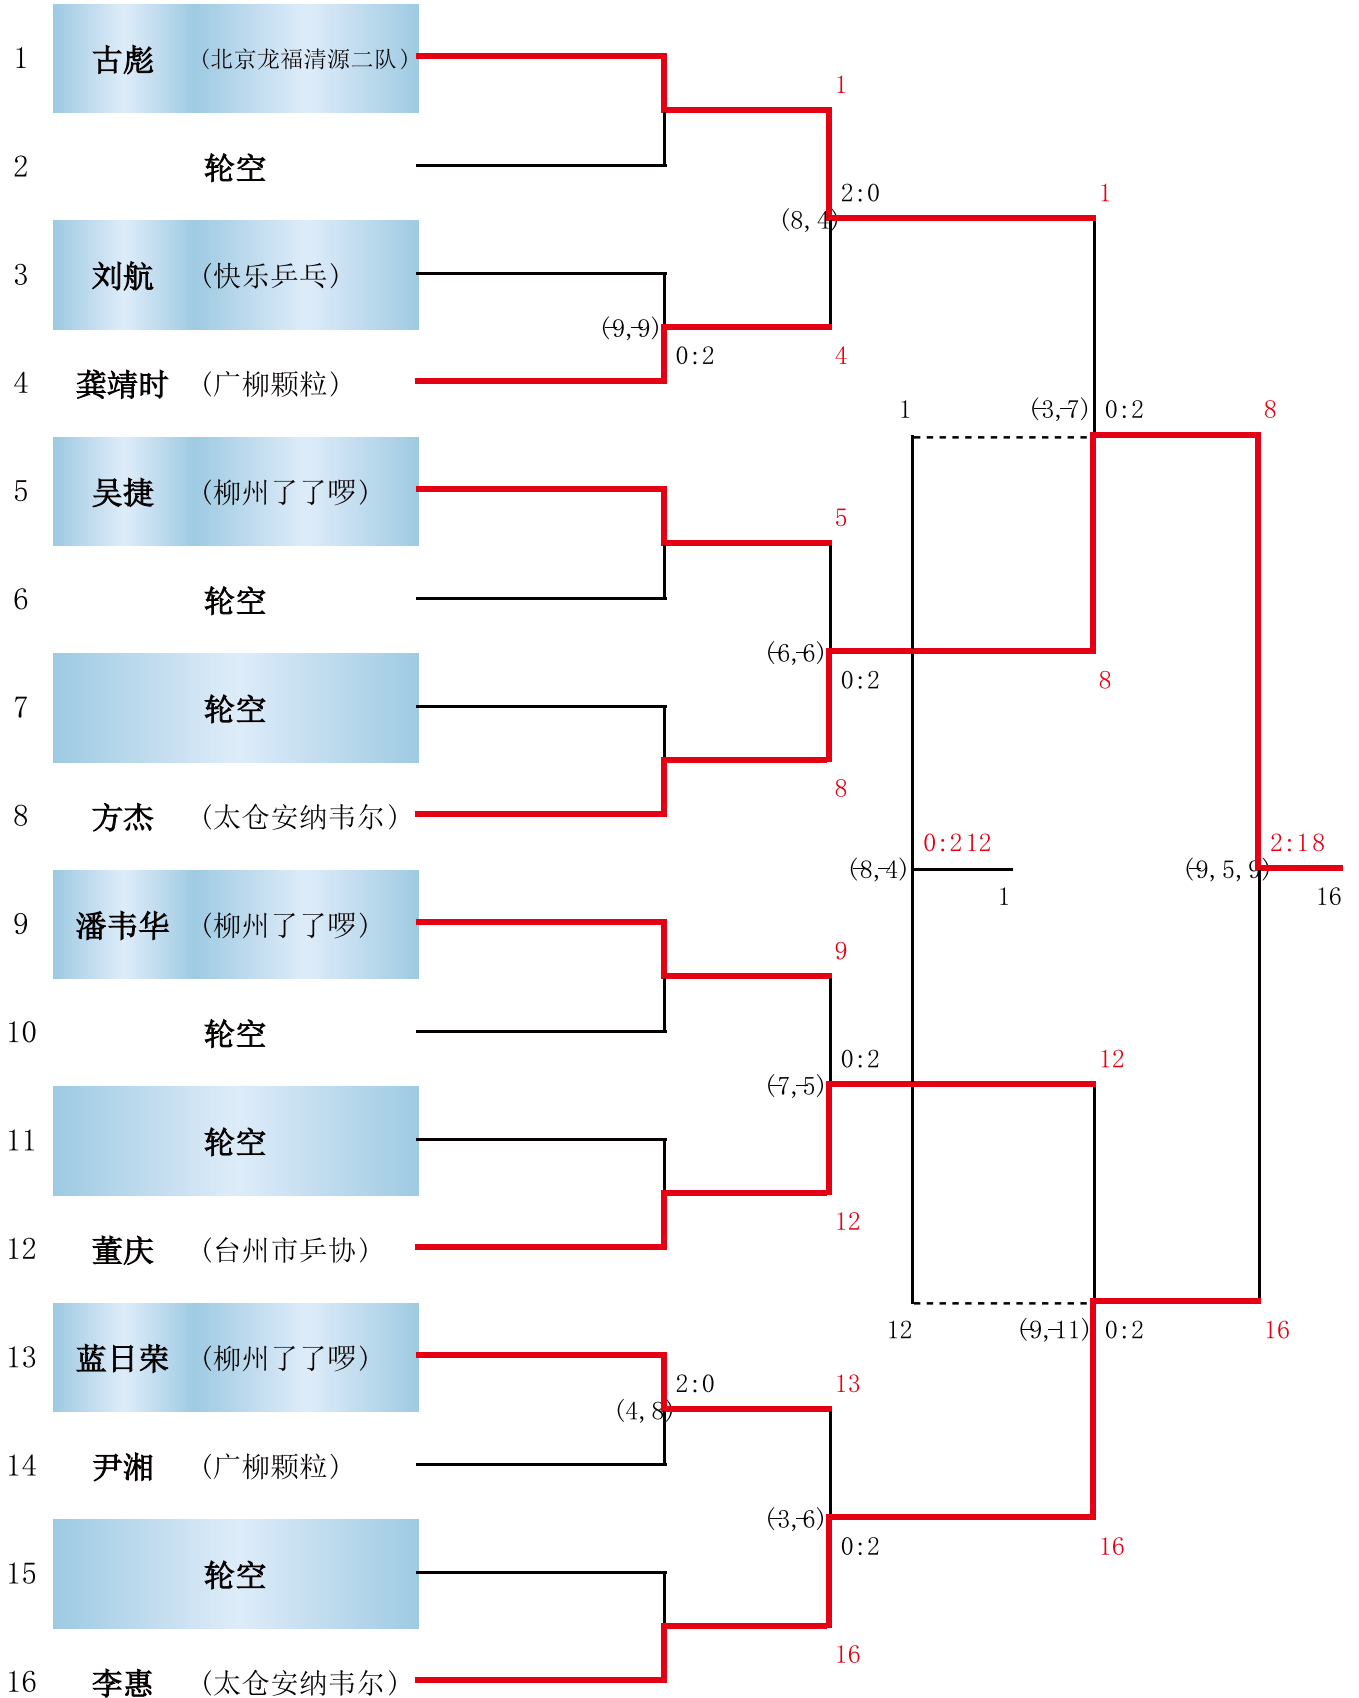 1 古彪 (北京龙福清源二队)
1
2 轮空
2:0
1
(8, 4)
3 刘航 (快乐乒乓)
(-9,-9)
0:2
4
4 龚靖时 (广柳颗粒)
1
(-3,-7)
0:2
8
5 吴捷 (柳州了了啰)
5
6 轮空
(-6,-6)
0:2
8
7 轮空
8
8 方杰 (太仓安纳韦尔)
0:2 12
2:1 8
(-8,-4)
(-9, 5, 9)
1
16
9 潘韦华 (柳州了了啰)
9
10 轮空
0:2
12
(-7,-5)
11 轮空
12
12 董庆 (台州市乒协)
12
(-9,-11)
0:2
16
13 蓝日荣 (柳州了了啰)
2:0
13
(4, 8)
14 尹湘 (广柳颗粒)
(-3,-6)
0:2
16
15 轮空
16
16 李惠 (太仓安纳韦尔)